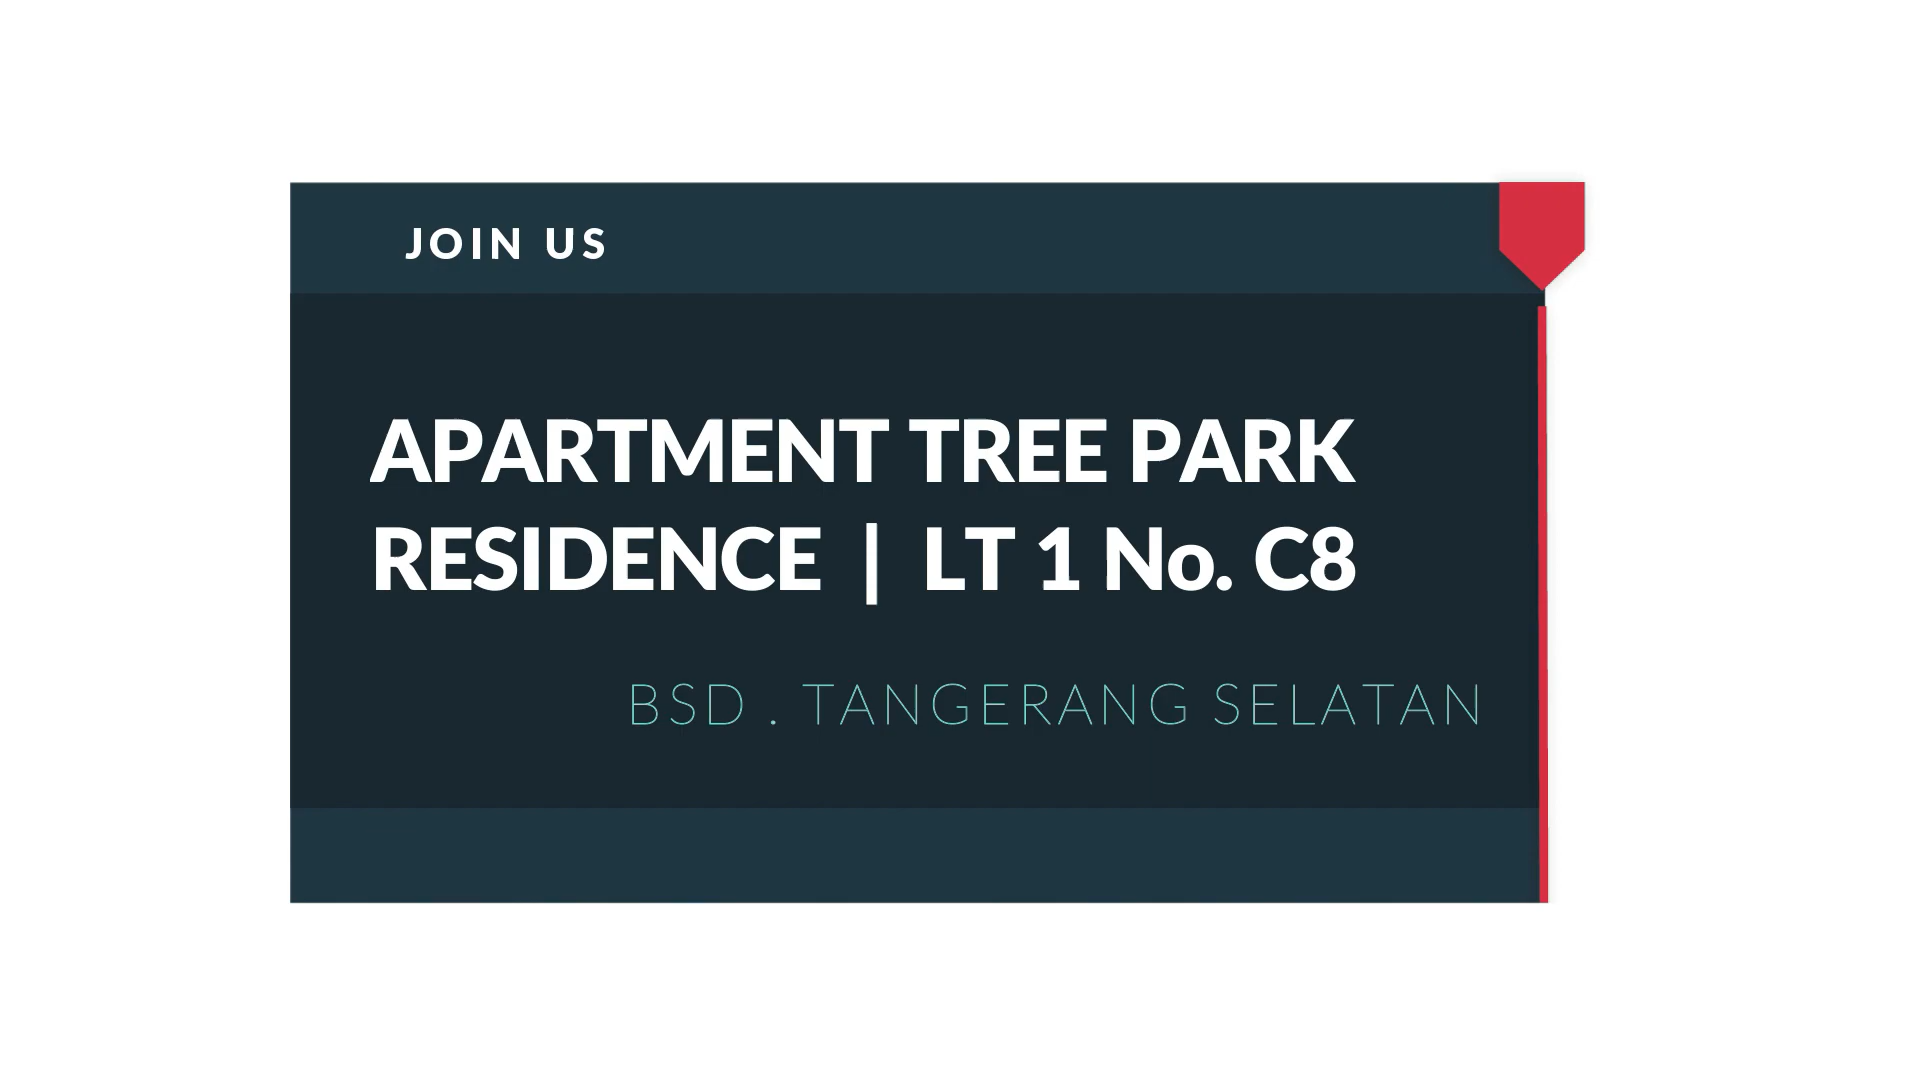 JOIN US
APARTMENT TREE PARK
RESIDENCE | LT 1 No. C8
BSD . TANGERANG SELATAN